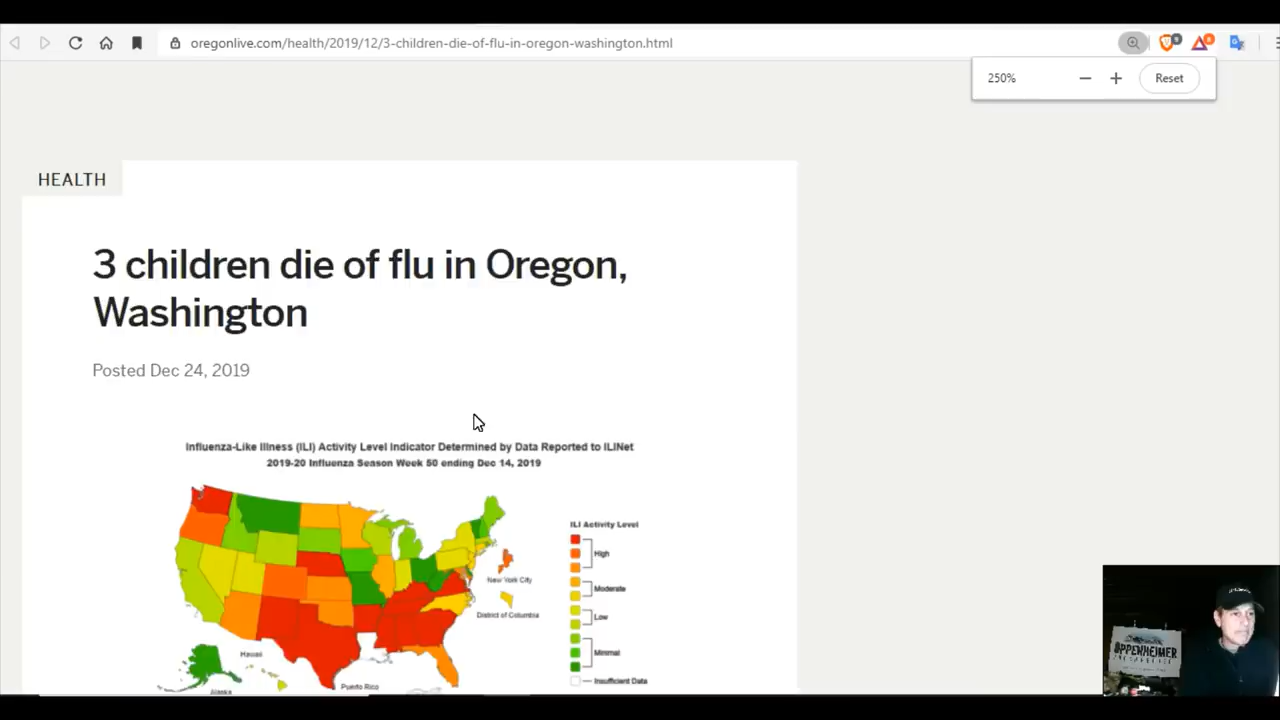 oregonlive.com/health/2019/12/3-children-die-of-flu-in-oregon-washington.html
250%
Reset
HEALTH
3 children die of flu in Oregon,
Washington
Posted Dec 24, 2019
Influenza-Like Illness (ILI) Activity Level Indicator Determined by Data Reported to ILINet
2019-20 Influenza Season Week 50 ending Dec 14, 2019
ILI Activity Level
High
New York City
Moderate
District of Columbia
Low
Hawaii
Minimal
Insufficient Data
Alaska
Puerto Rico
OPPENHEIMER